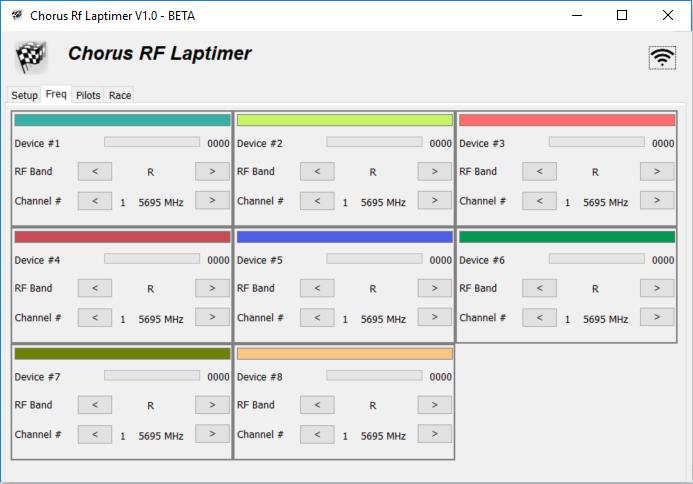 Chorus Rf Laptimer V1.0 - BETA
Chorus RF Laptimer
Setup Freq Pilots Race
Device #1 0000
RF Band < R >
Channel # < 1 5695 MHz >
Device #2 0000
RF Band < R >
Channel # < 1 5695 MHz >
Device #3 0000
RF Band < R >
Channel # < 1 5695 MHz >
Device #4 0000
RF Band < R >
Channel # < 1 5695 MHz >
Device #5 0000
RF Band < R >
Channel # < 1 5695 MHz >
Device #6 0000
RF Band < R >
Channel # < 1 5695 MHz >
Device #7 0000
RF Band < R >
Channel # < 1 5695 MHz >
Device #8 0000
RF Band < R >
Channel # < 1 5695 MHz >